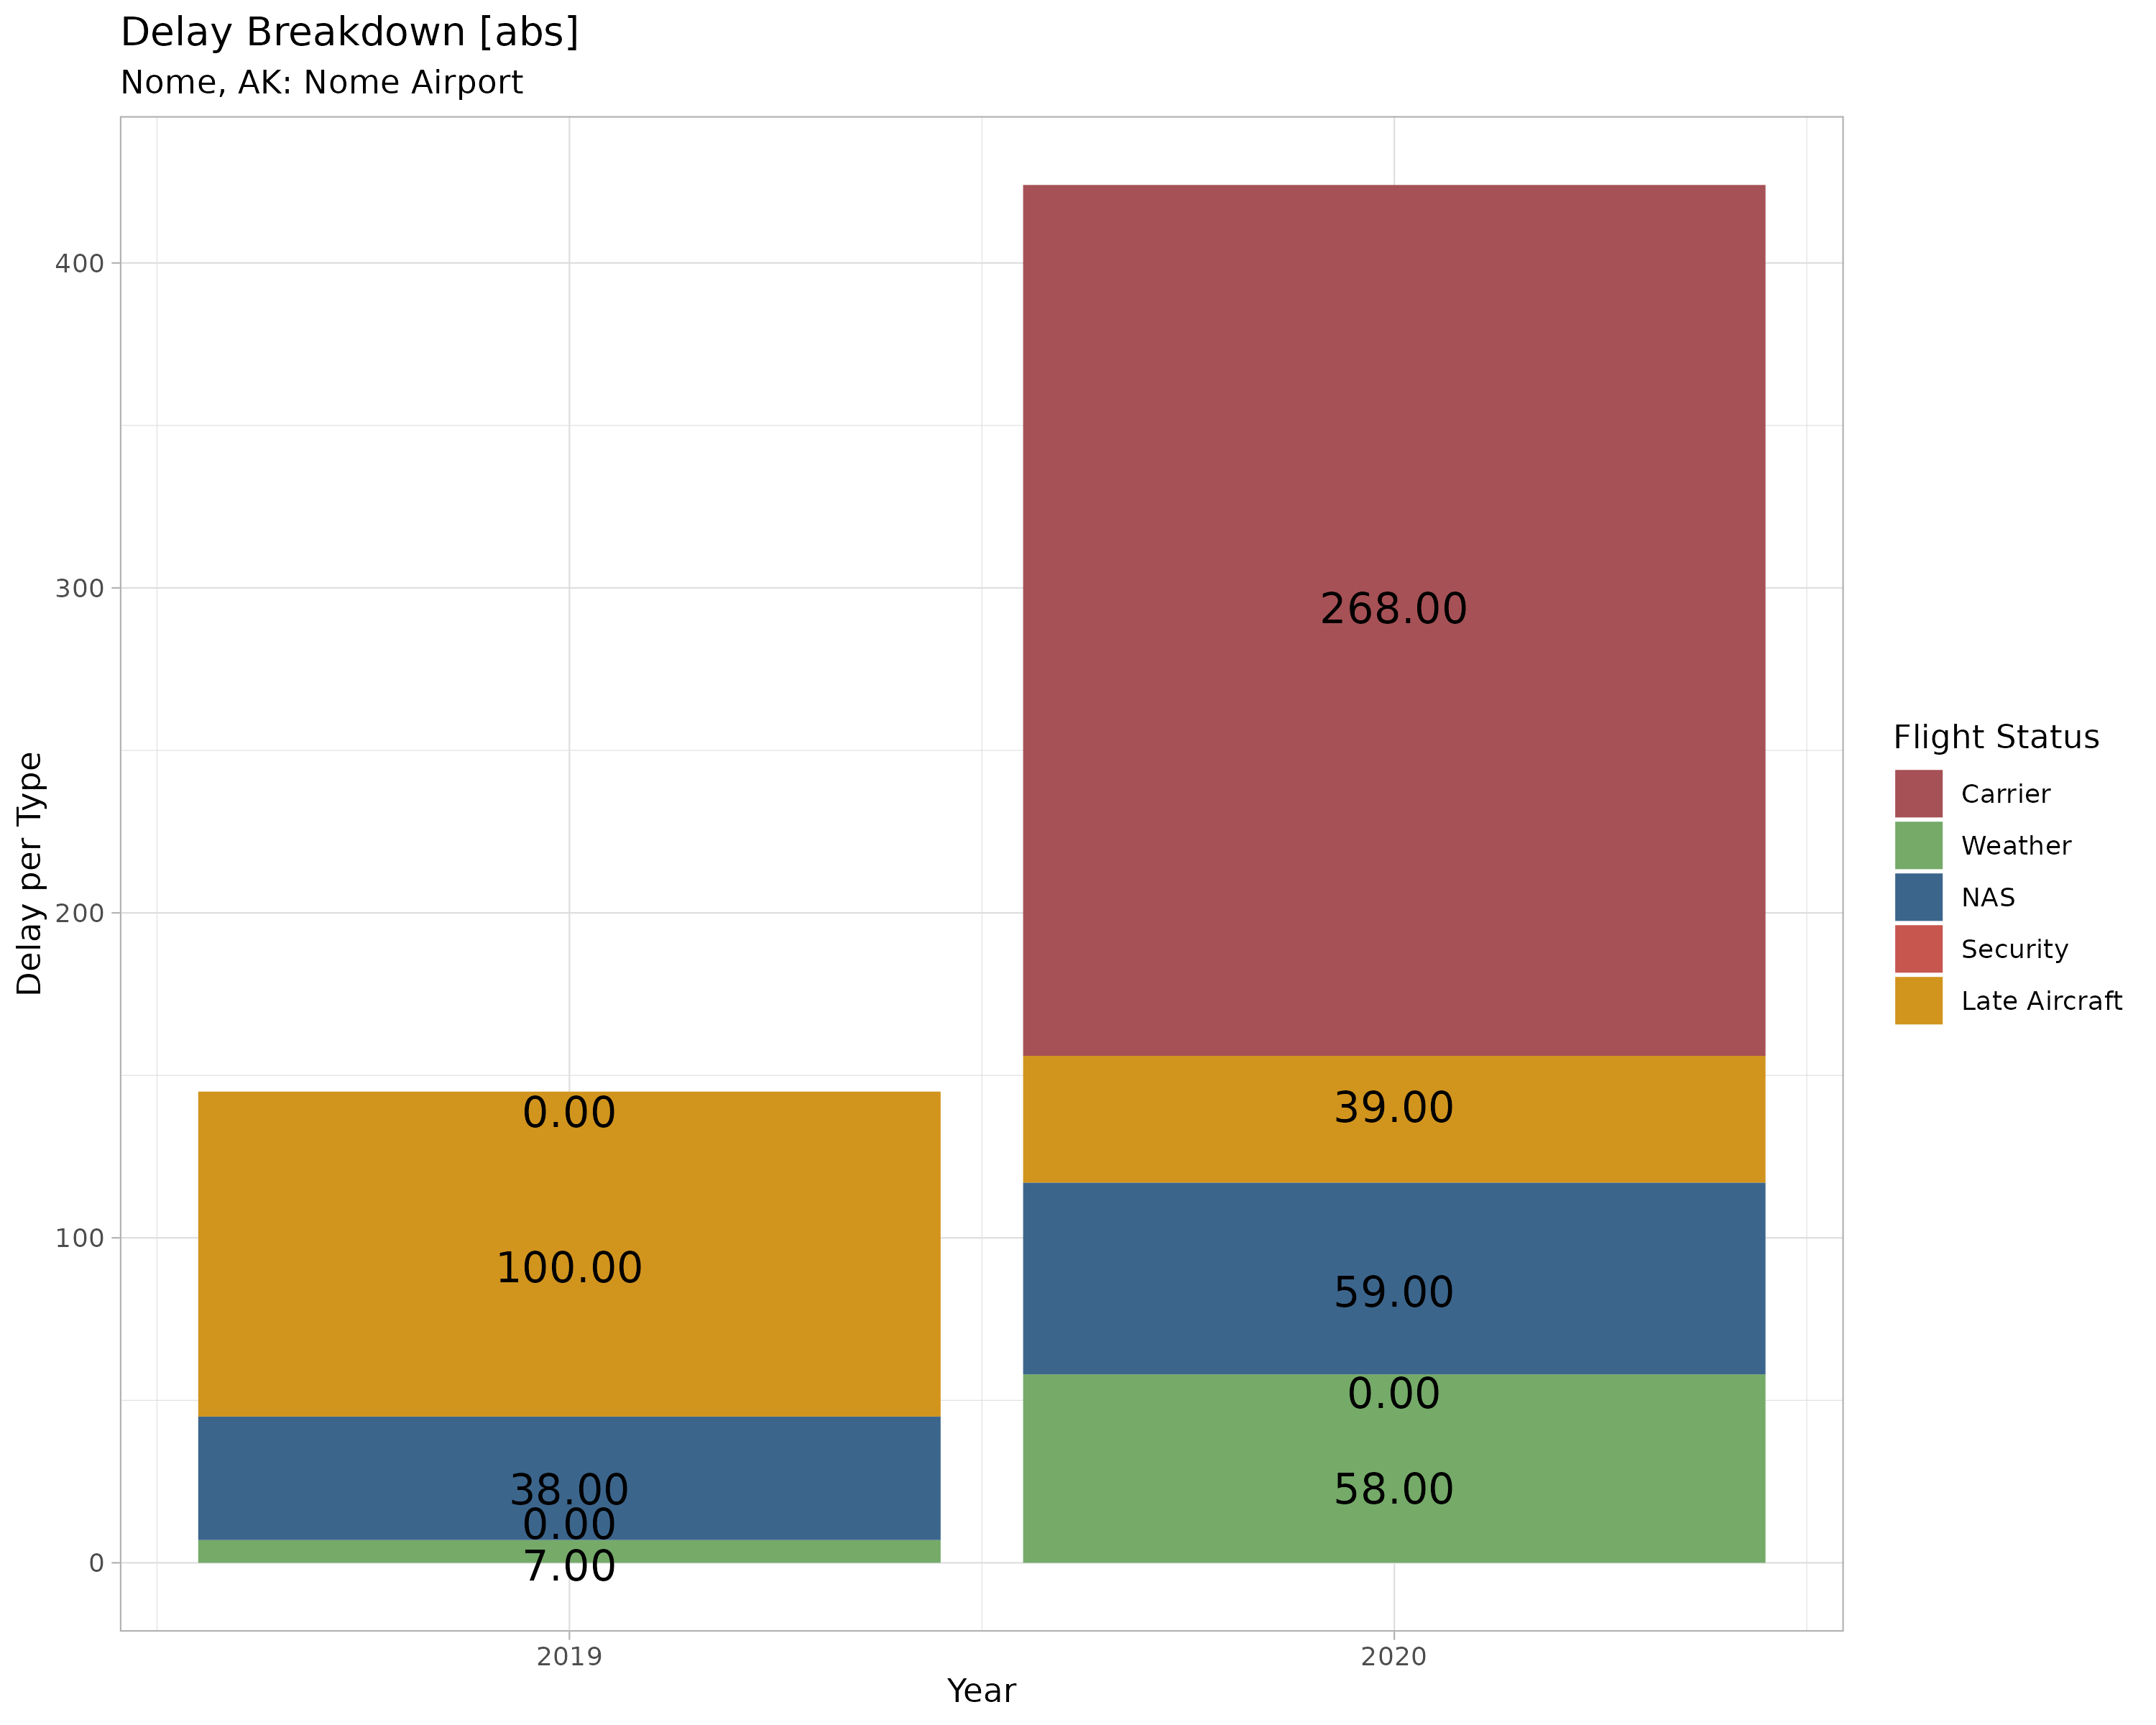 Delay Breakdown [abs]
Nome, AK: Nome Airport
Delay per Type
400
300
200
100
0
0.00
100.00
38.00
0.00
7.00
268.00
39.00
59.00
0.00
58.00
2019
2020
Year
Flight Status
Carrier
Weather
NAS
Security
Late Aircraft